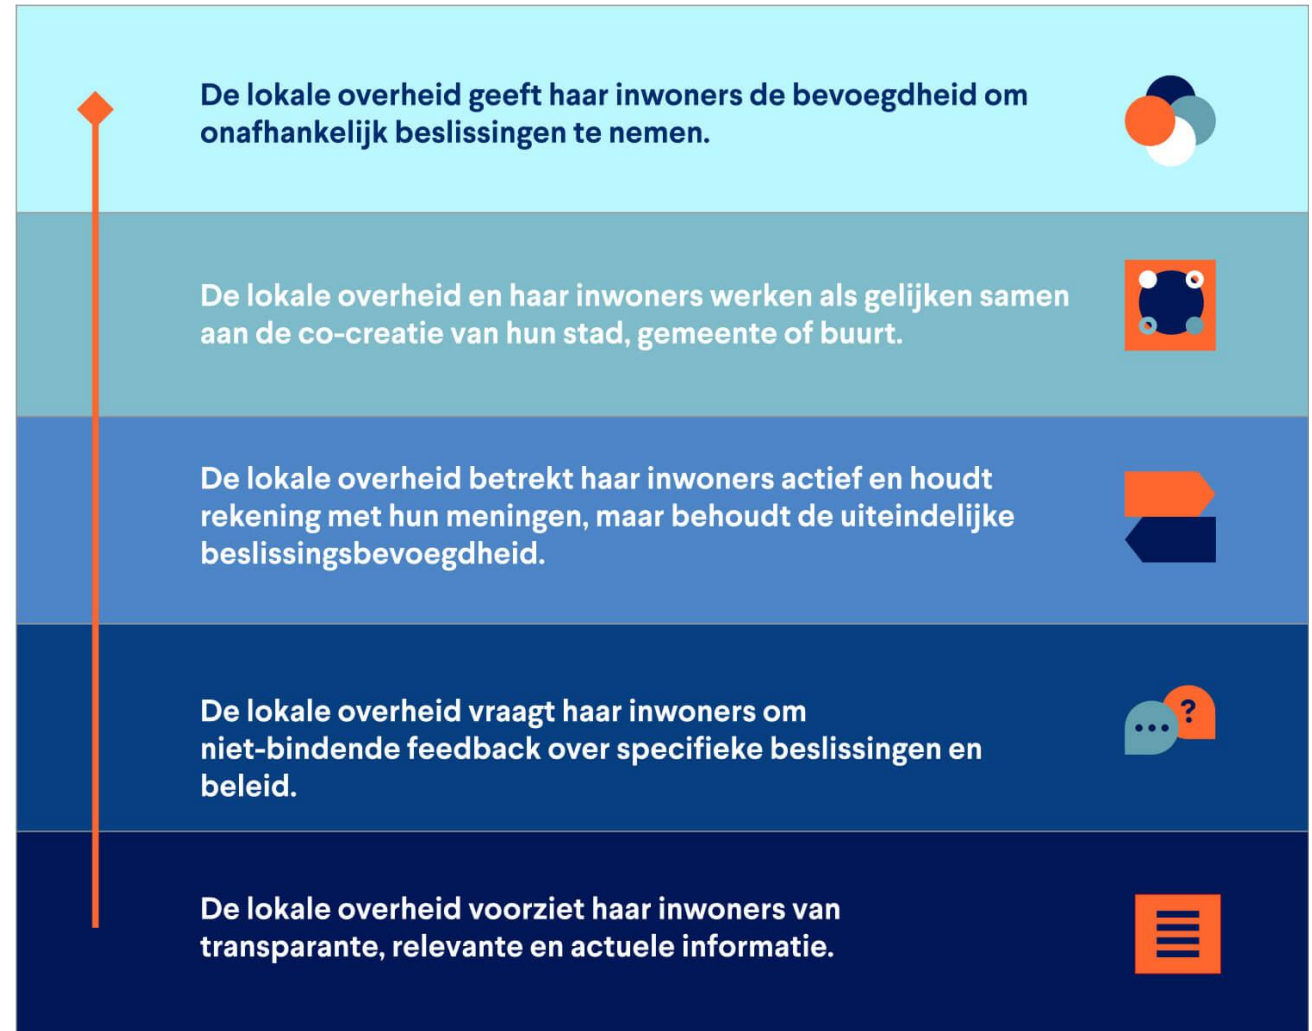 De lokale overheid geeft haar inwoners de bevoegdheid om
onafhankelijk beslissingen te nemen.
De lokale overheid en haar inwoners werken als gelijken samen
aan de co-creatie van hun stad, gemeente of buurt.
De lokale overheid betrekt haar inwoners actief en houdt
rekening met hun meningen, maar behoudt de uiteindelijke
beslissingsbevoegdheid.
De lokale overheid vraagt haar inwoners om
niet-bindende feedback over specifieke beslissingen en
beleid.
?
De lokale overheid voorziet haar inwoners van
transparante, relevante en actuele informatie.